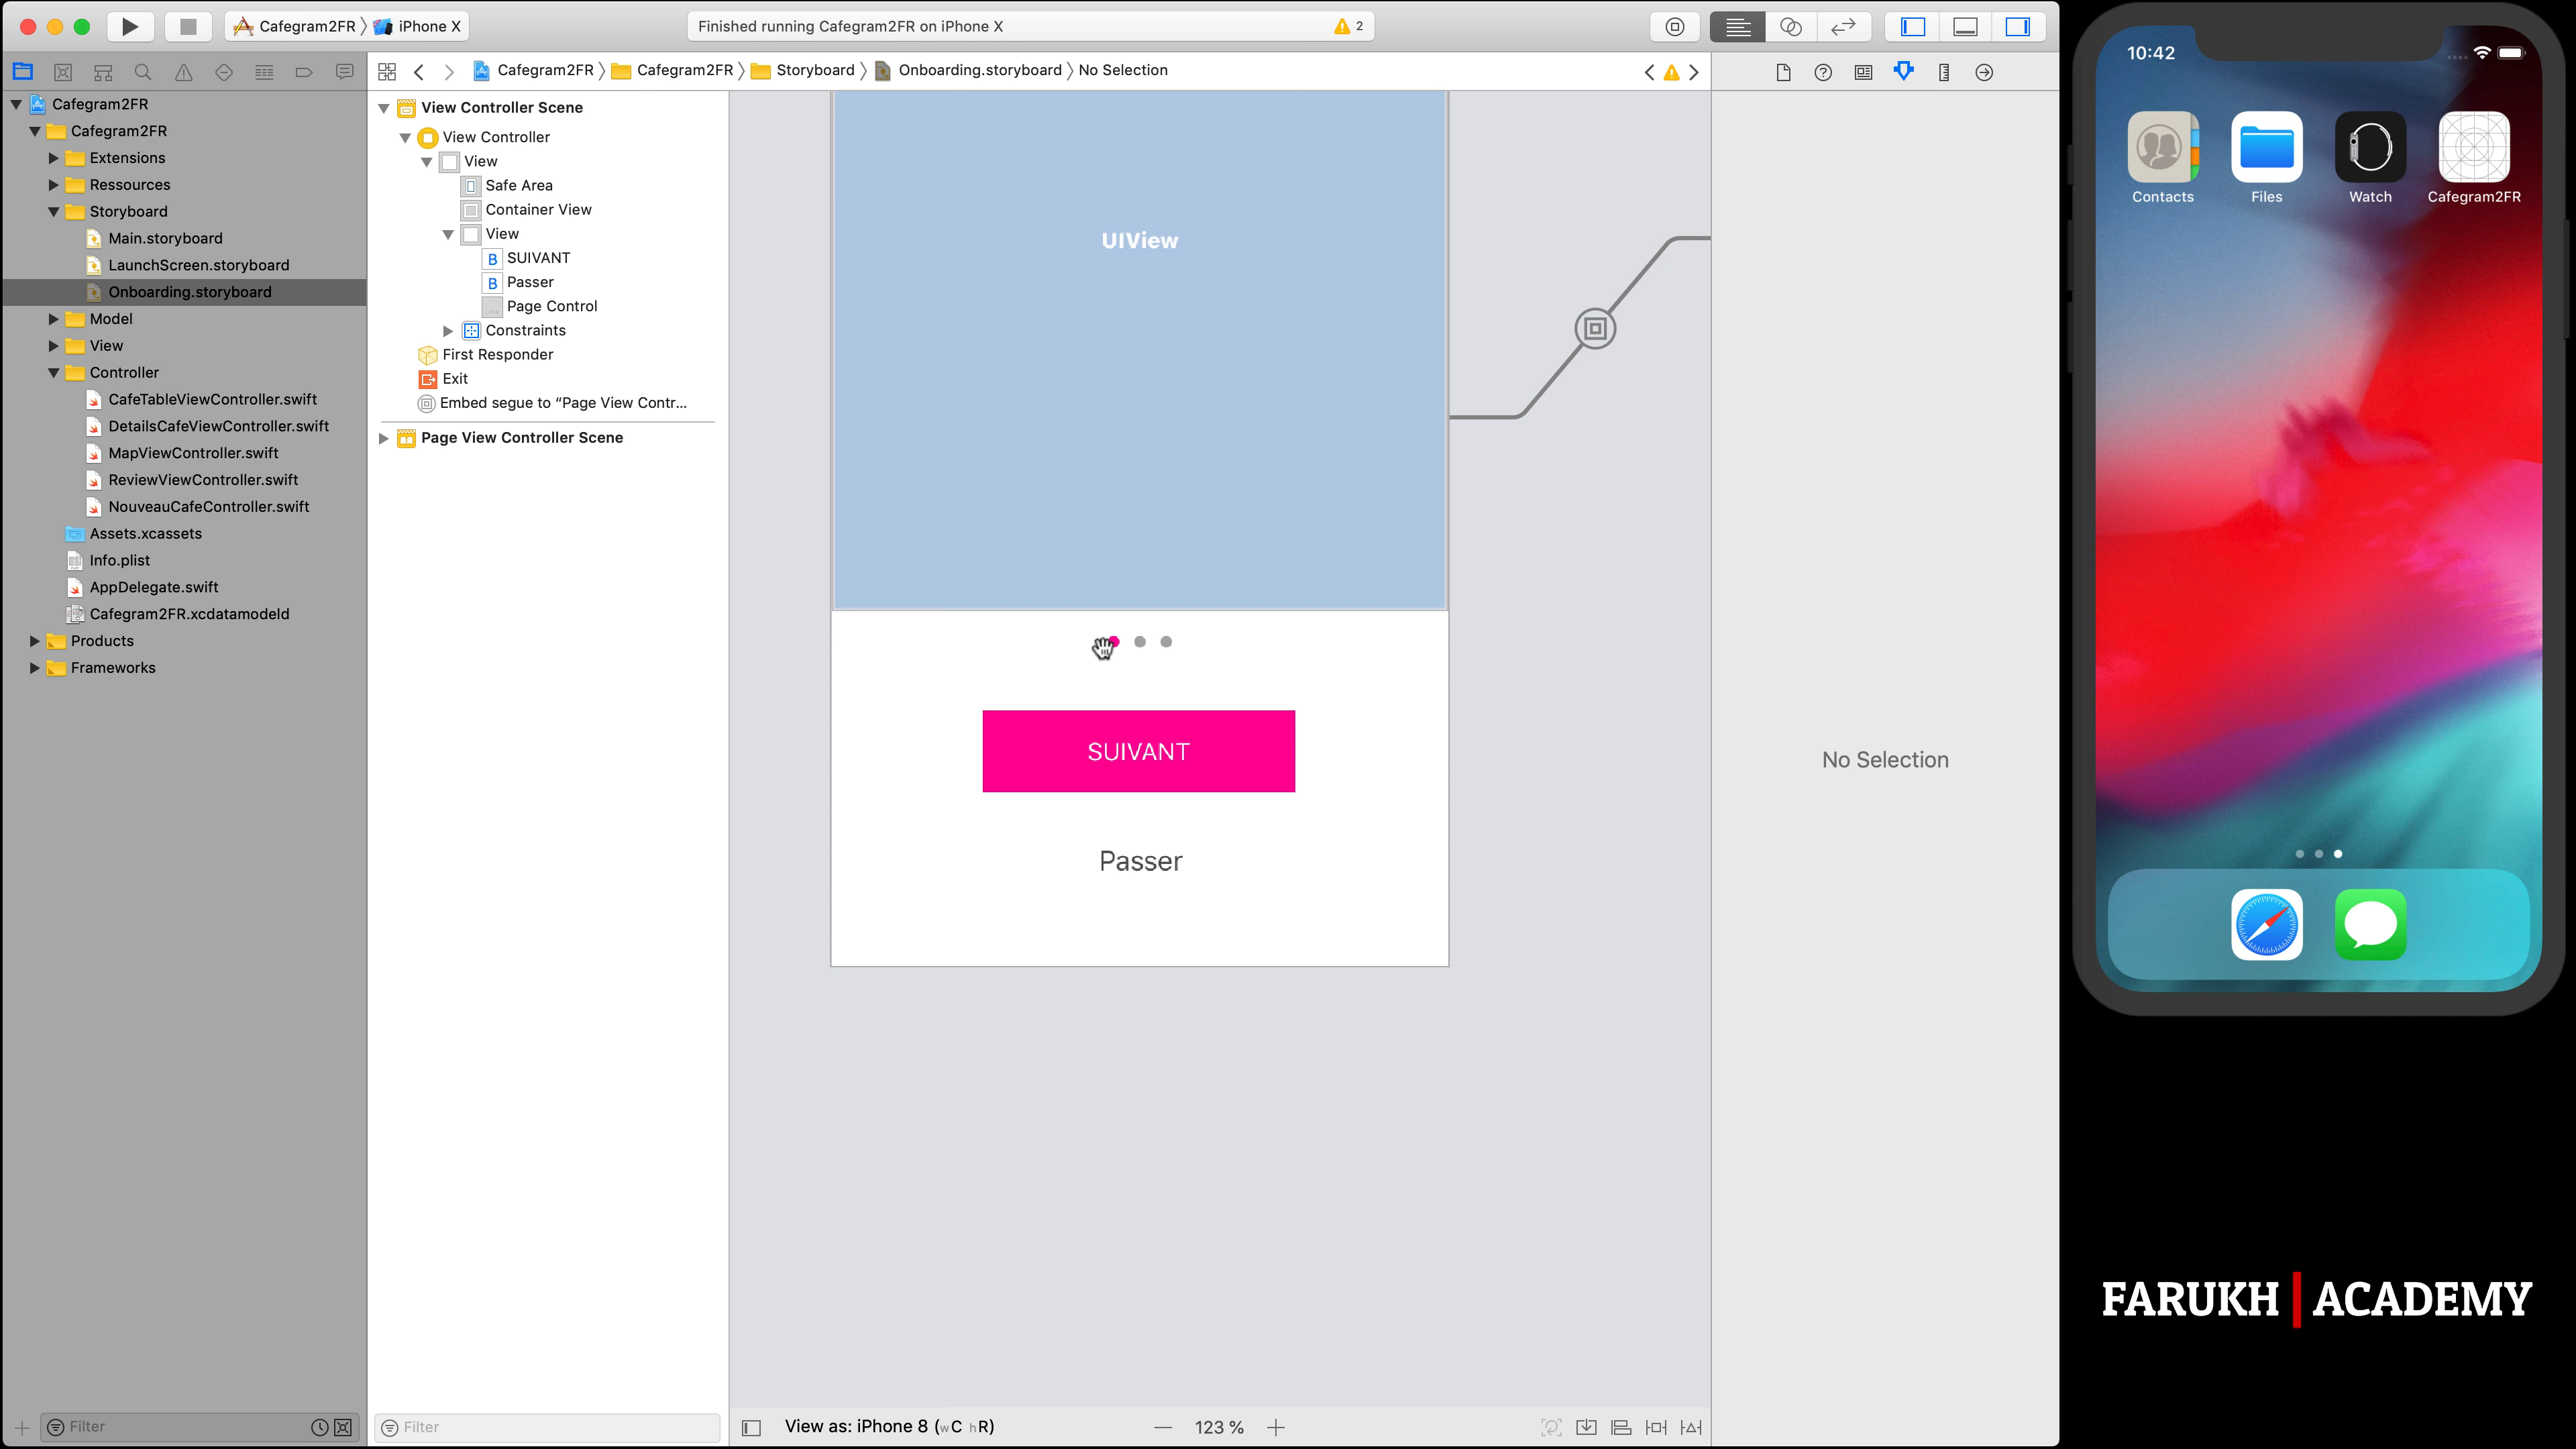 Cafegram2FR
iPhone X
Finished running Cafegram2FR on iPhone X
2
Cafegram2FR
Cafegram2FR
Storyboard
Onboarding.storyboard
No Selection
Cafegram2FR
Cafegram2FR
Extensions
Ressources
Storyboard
Main.storyboard
LaunchScreen.storyboard
Onboarding.storyboard
Model
View
Controller
CafeTableViewController.swift
DetailsCafeViewController.swift
MapViewController.swift
ReviewViewController.swift
NouveauCafeController.swift
Assets.xcassets
Info.plist
AppDelegate.swift
Cafegram2FR.xcdatamodeld
Products
Frameworks
Filter
View Controller Scene
View Controller
View
Safe Area
Container View
View
B SUIVANT
B Passer
Page Control
Constraints
First Responder
Exit
Embed segue to “Page View Contr...
Page View Controller Scene
Filter
UIView
SUIVANT
Passer
View as: iPhone 8 (wC hR)
123 %
No Selection
10:42
Contacts
Files
Watch
Cafegram2FR
FARUKH ACADEMY